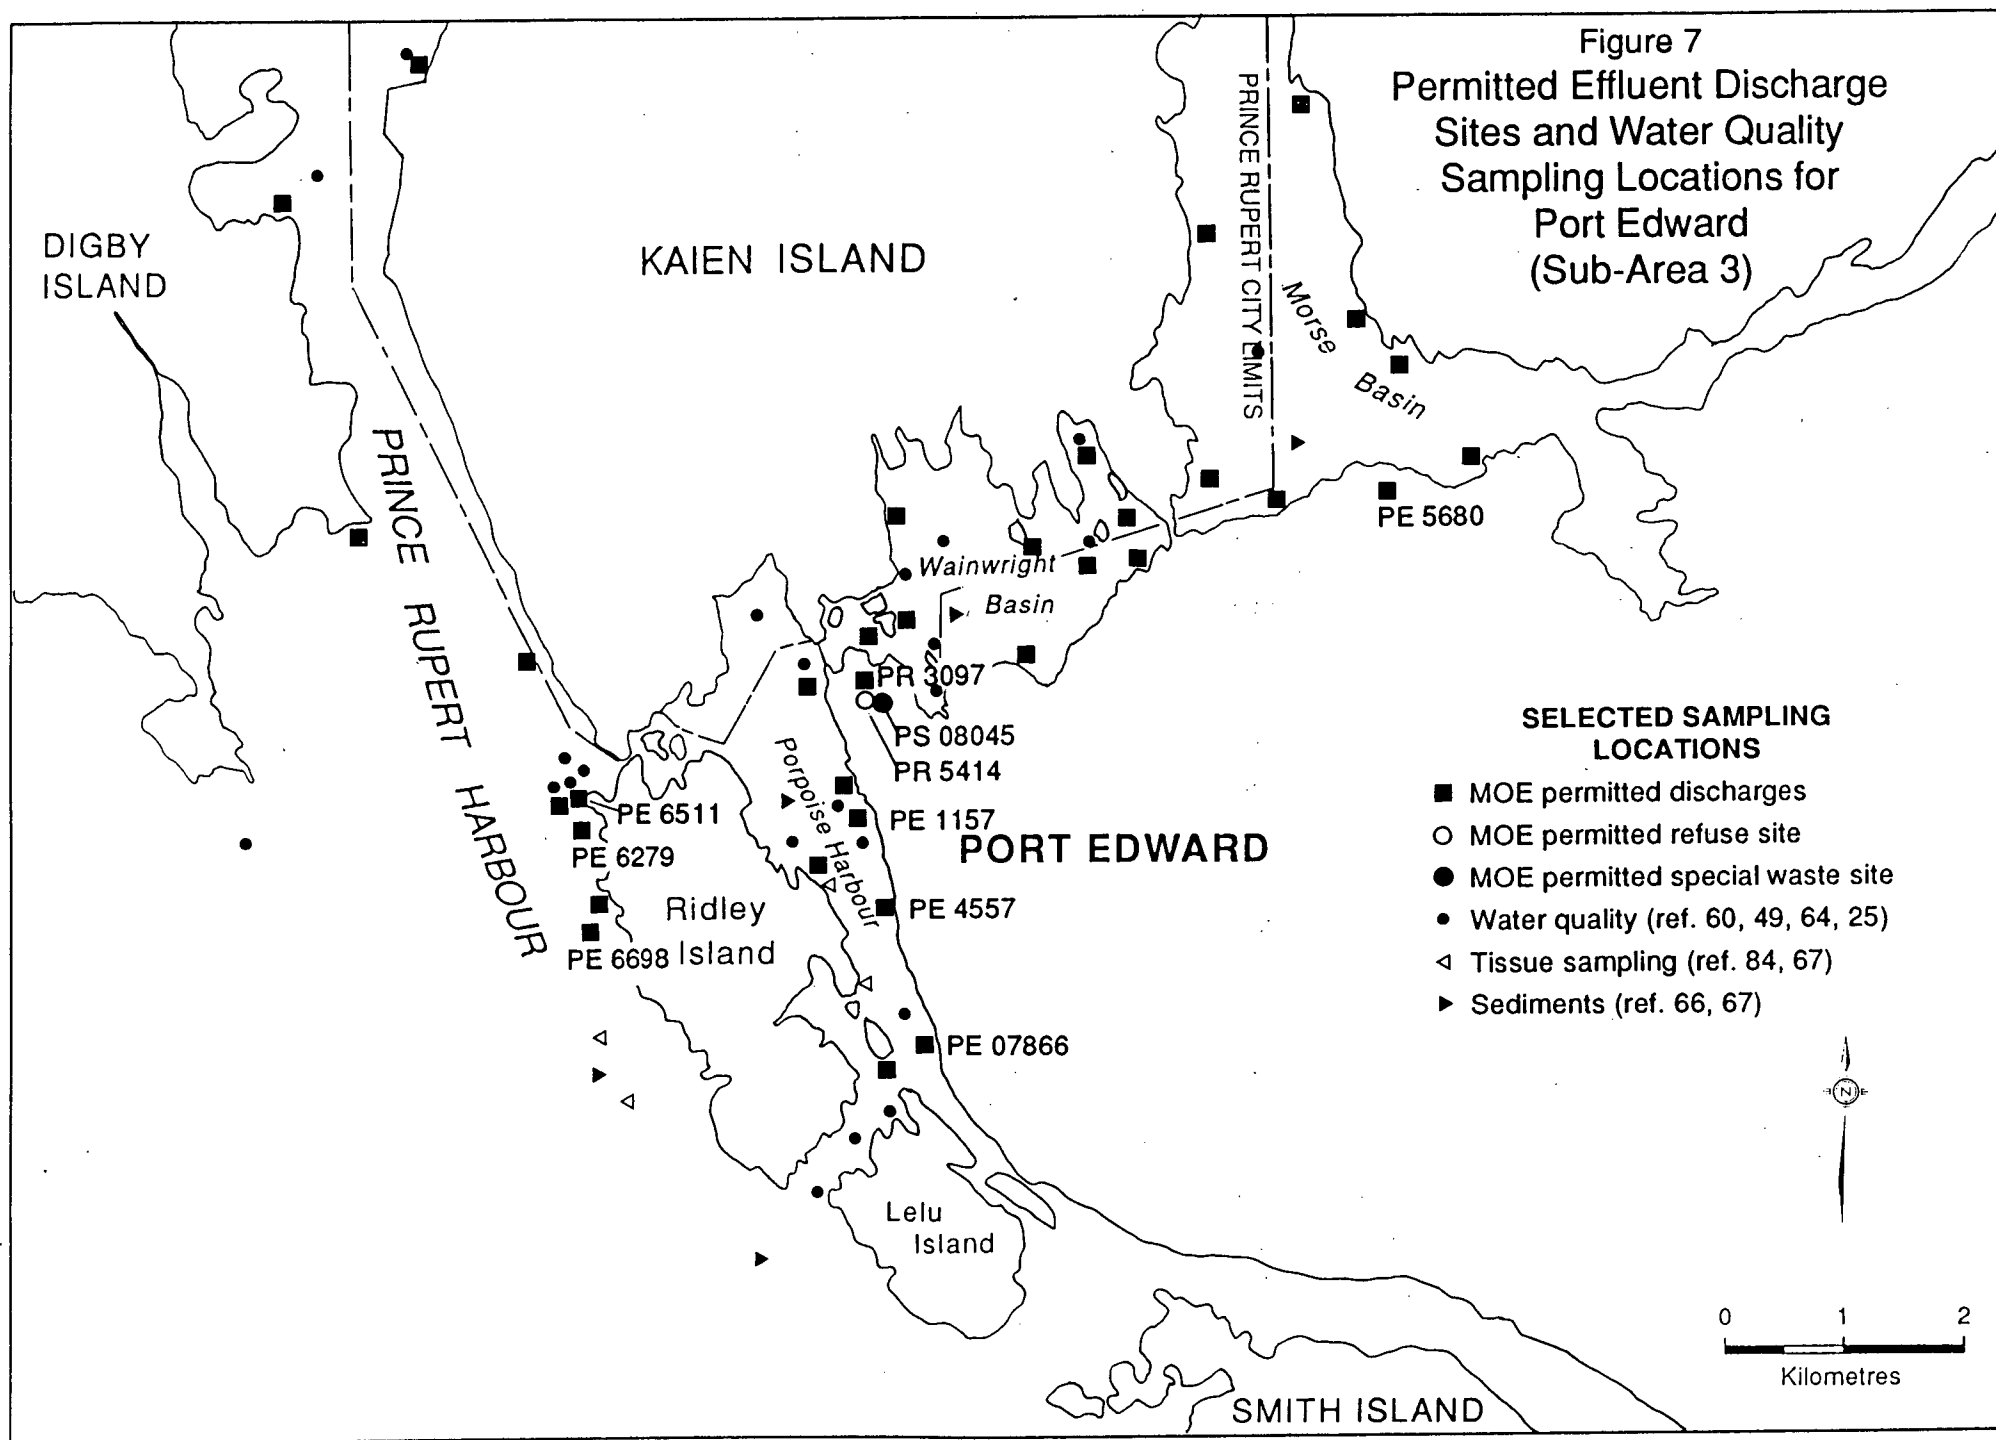 Figure 7
Permitted Effluent Discharge
Sites and Water Quality
Sampling Locations for
Port Edward
(Sub-Area 3)
DIGBY
ISLAND
KAIEN ISLAND
PRINCE RUPERT CITY LIMITS
Morse
Basin
PRINCE RUPERT HARBOUR
PE 5680
Wainwright
Basin
PR 3097
PS 08045
PR 5414
Porpoise Harbour
PE 6511
PE 1157
PE 6279
PORT EDWARD
Ridley
Island
PE 4557
PE 6698
PE 07866
Lelu
Island
SMITH ISLAND
SELECTED SAMPLING
LOCATIONS
MOE permitted discharges
MOE permitted refuse site
MOE permitted special waste site
Water quality (ref. 60, 49, 64, 25)
Tissue sampling (ref. 84, 67)
Sediments (ref. 66, 67)
N E
0 1 2
Kilometres